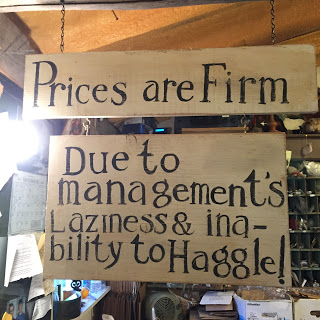 Prices are Firm
Due to
management's
Laziness & ina-
bility to Haggle!